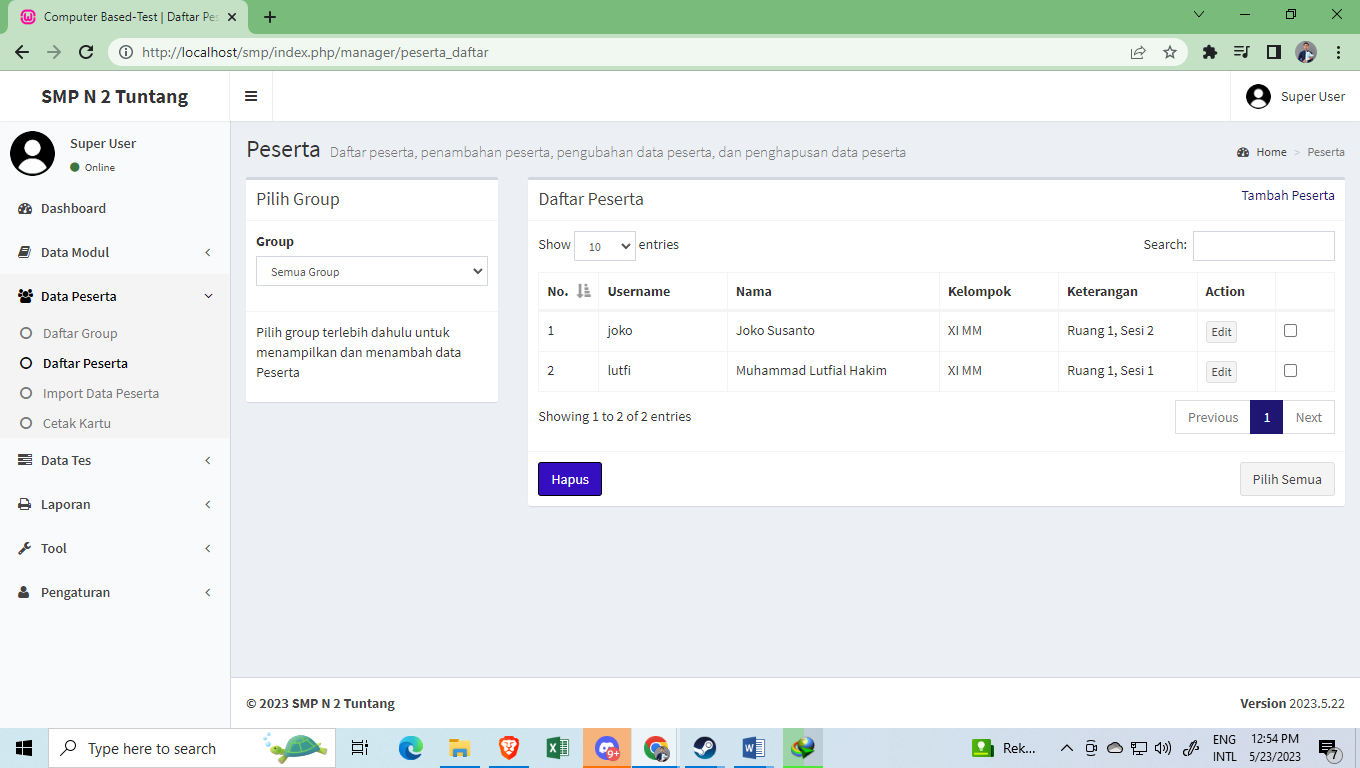 Computer Based-Test | Daftar Pes
http://localhost/smp/index.php/manager/peserta_daftar
SMP N 2 Tuntang
Super User
Super User
Online
Dashboard
Data Modul
Data Peserta
Daftar Group
Daftar Peserta
Import Data Peserta
Cetak Kartu
Data Tes
Laporan
Tool
Pengaturan
Peserta Daftar peserta, penambahan peserta, pengubahan data peserta, dan penghapusan data peserta
Home > Peserta
Pilih Group
Group
Semua Group
Pilih group terlebih dahulu untuk
menampilkan dan menambah data
Peserta
Daftar Peserta
Tambah Peserta
Show 10 entries
Search:
No. Username Nama Kelompok Keterangan Action
1 joko Joko Susanto XI MM Ruang 1, Sesi 2 Edit
2 lutfi Muhammad Lutfial Hakim XI MM Ruang 1, Sesi 1 Edit
Showing 1 to 2 of 2 entries
Previous 1 Next
Hapus
Pilih Semua
© 2023 SMP N 2 Tuntang
Version 2023.5.22
Type here to search
9+
Rek...
ENG
INTL
12:54 PM
5/23/2023
7